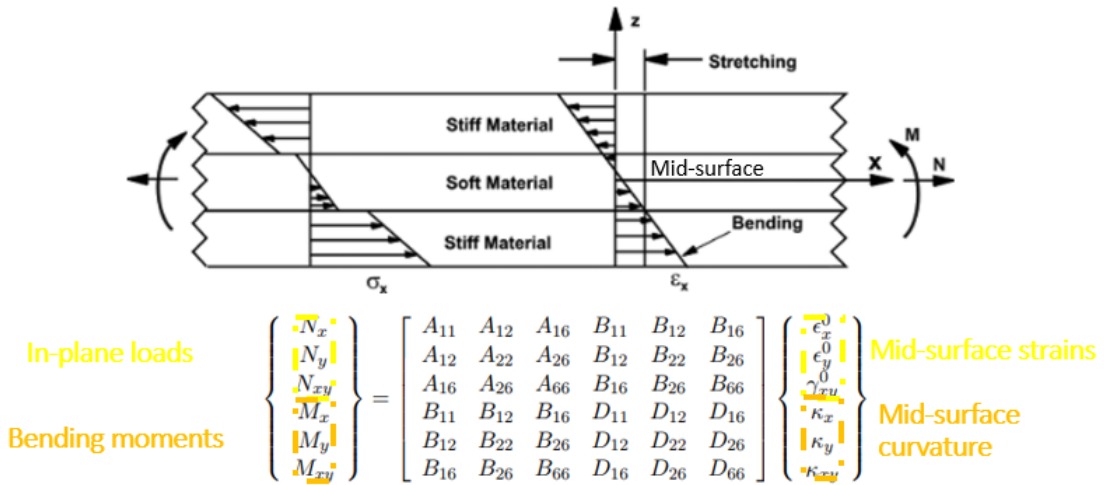 z
Stretching
Stiff Material
M
Mid-surface
X
N
Soft Material
Bending
Stiff Material
σx
εx
In-plane loads
Bending moments
{ Nx Ny Nxy Mx My Mxy } =
[ A11 A12 A16 B11 B12 B16
A12 A22 A26 B12 B22 B26
A16 A26 A66 B16 B26 B66
B11 B12 B16 D11 D12 D16
B12 B22 B26 D12 D22 D26
B16 B26 B66 D16 D26 D66 ]
{ ϵ⁰x ϵ⁰y γ⁰xy κx κy κxy }
Mid-surface strains
Mid-surface
curvature